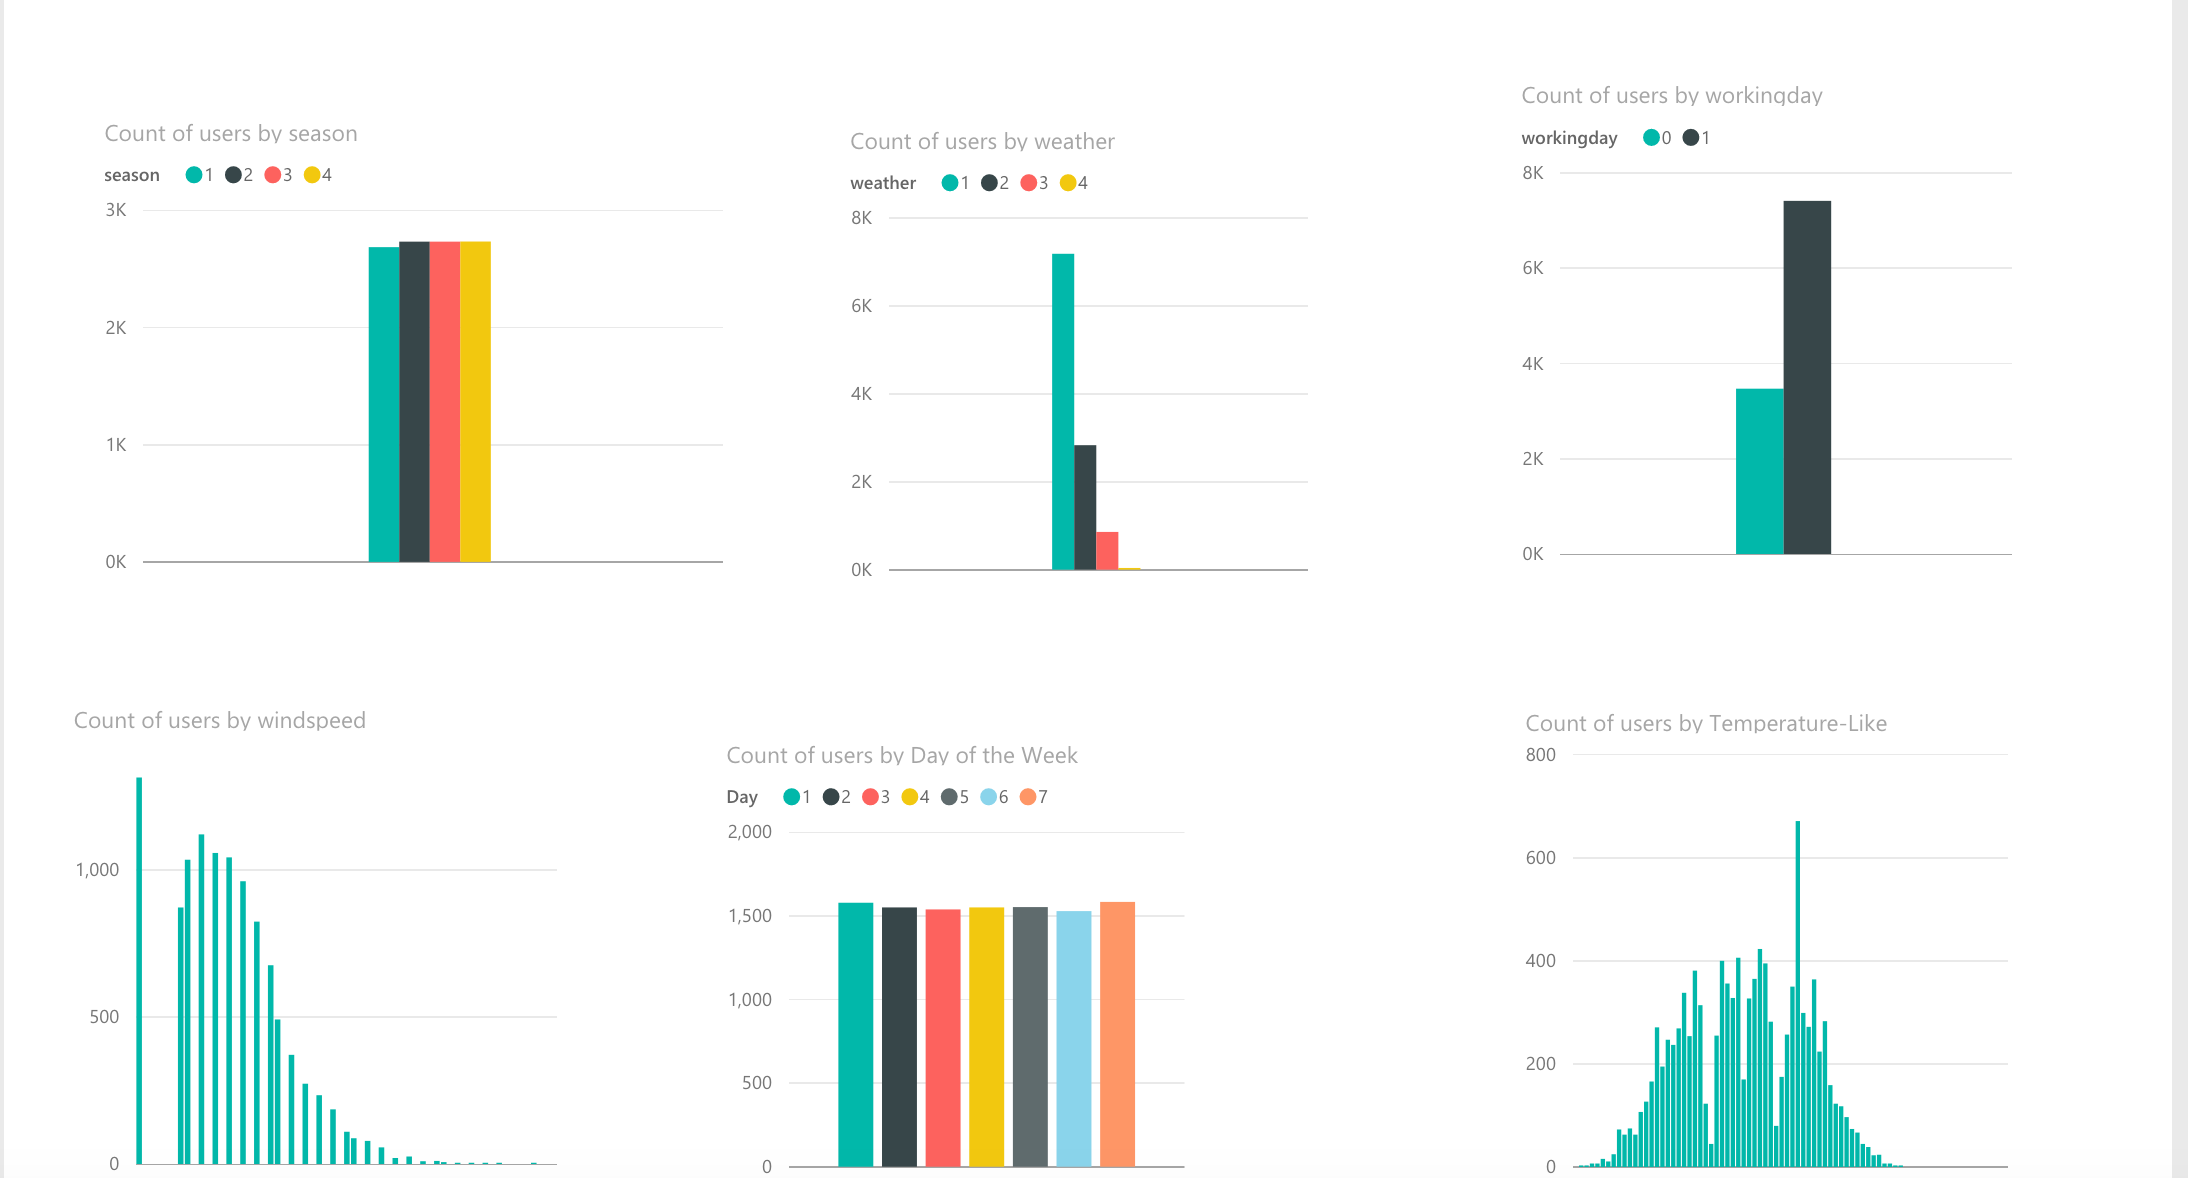 Count of users by season
season 1 2 3 4
3K
2K
1K
0K
Count of users by weather
weather 1 2 3 4
8K
6K
4K
2K
0K
Count of users by workingday
workingday 0 1
8K
6K
4K
2K
0K
Count of users by windspeed
1,000
500
0
Count of users by Day of the Week
Day 1 2 3 4 5 6 7
2,000
1,500
1,000
500
0
Count of users by Temperature-Like
800
600
400
200
0